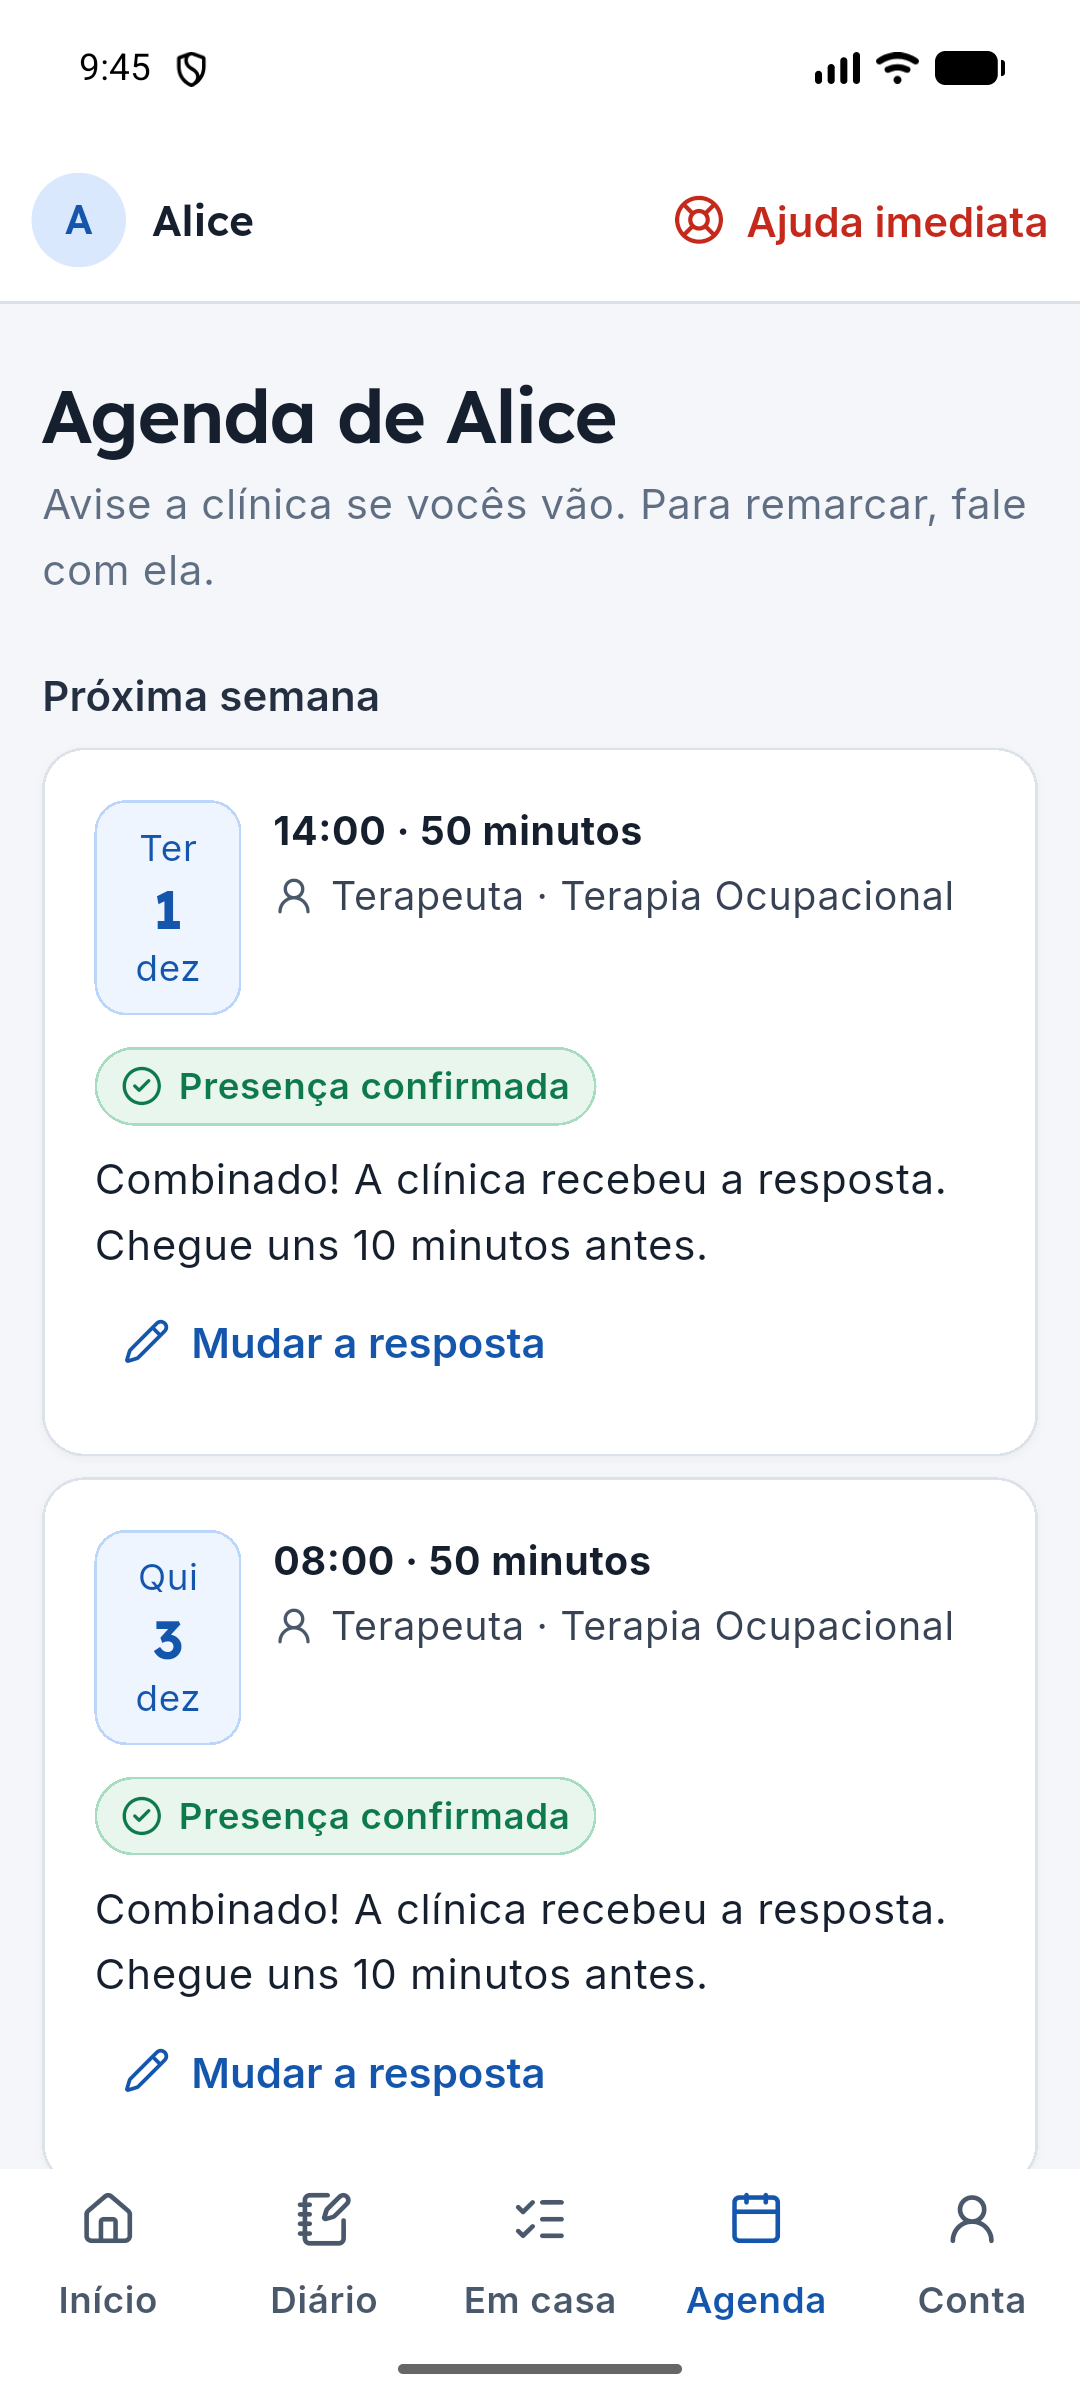 9:45
A
Alice
Ajuda imediata
Agenda de Alice
Avise a clínica se vocês vão. Para remarcar, fale
com ela.
Próxima semana
Ter
1
dez
14:00 · 50 minutos
Terapeuta · Terapia Ocupacional
Presença confirmada
Combinado! A clínica recebeu a resposta.
Chegue uns 10 minutos antes.
Mudar a resposta
Qui
3
dez
08:00 · 50 minutos
Terapeuta · Terapia Ocupacional
Presença confirmada
Combinado! A clínica recebeu a resposta.
Chegue uns 10 minutos antes.
Mudar a resposta
Início
Diário
Em casa
Agenda
Conta